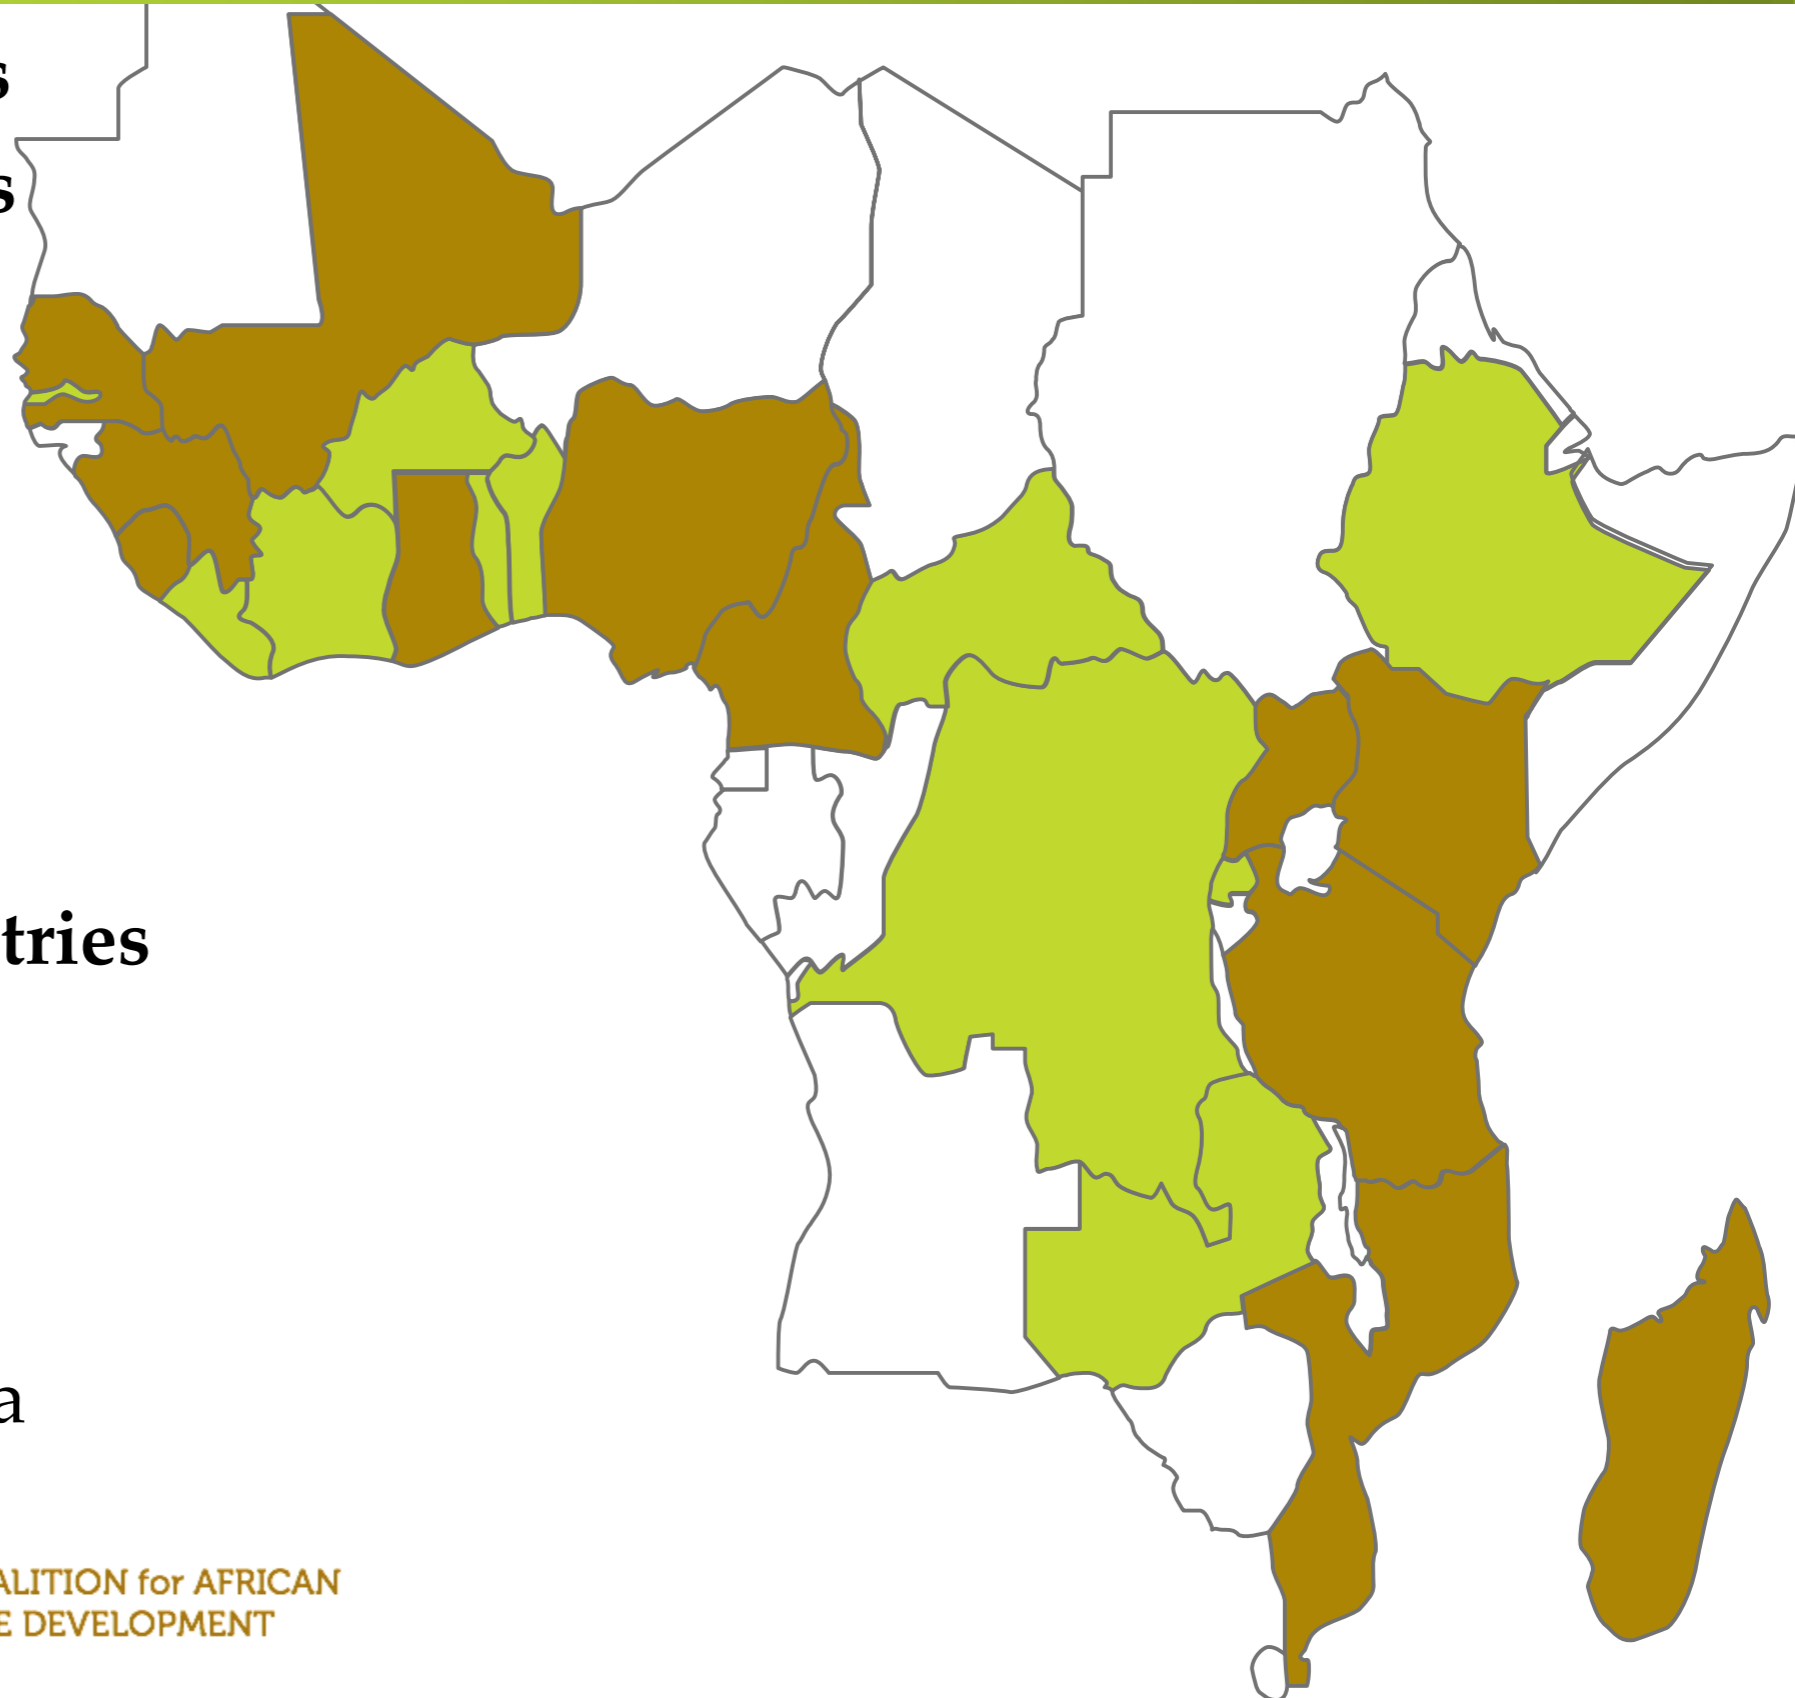 s
s
tries
a
ALITION for AFRICAN
E DEVELOPMENT